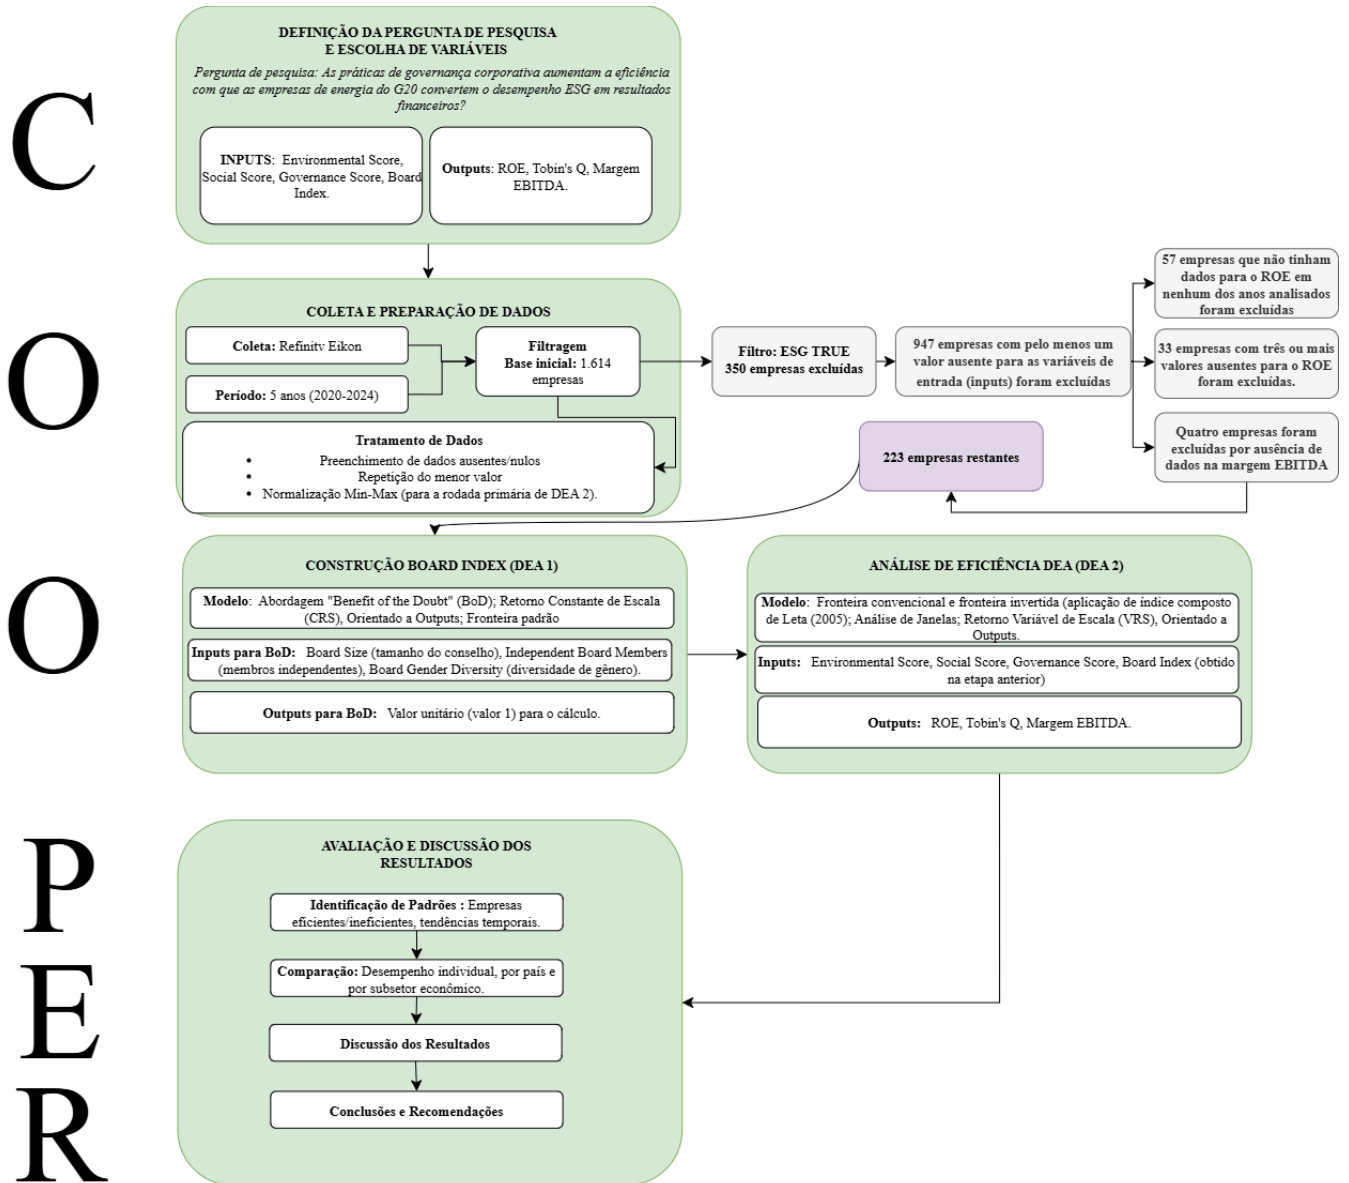 C
O
O
P
E
R
DEFINIÇÃO DA PERGUNTA DE PESQUISA
E ESCOLHA DE VARIÁVEIS
Pergunta de pesquisa: As práticas de governança corporativa aumentam a eficiência
com que as empresas de energia do G20 convertem o desempenho ESG em resultados
financeiros?
INPUTS: Environmental Score,
Social Score, Governance Score, Board
Index.
Outputs: ROE, Tobin's Q, Margem
EBITDA.
COLETA E PREPARAÇÃO DE DADOS
Coleta: Refinitv Eikon
Período: 5 anos (2020-2024)
Filtragem
Base inicial: 1.614
empresas
Tratamento de Dados
• Preenchimento de dados ausentes/nulos
• Repetição do menor valor
• Normalização Min-Max (para a rodada primária de DEA 2).
Filtro: ESG TRUE
350 empresas excluídas
947 empresas com pelo menos um
valor ausente para as variáveis de
entrada (inputs) foram excluídas
57 empresas que não tinham
dados para o ROE em
nenhum dos anos analisados
foram excluídas
33 empresas com três ou mais
valores ausentes para o ROE
foram excluídas.
Quatro empresas foram
excluídas por ausência de
dados na margem EBITDA
223 empresas restantes
CONSTRUÇÃO BOARD INDEX (DEA 1)
Modelo: Abordagem "Benefit of the Doubt" (BoD); Retorno Constante de Escala
(CRS), Orientado a Outputs; Fronteira padrão
Inputs para BoD: Board Size (tamanho do conselho), Independent Board Members
(membros independentes), Board Gender Diversity (diversidade de gênero).
Outputs para BoD: Valor unitário (valor 1) para o cálculo.
ANÁLISE DE EFICIÊNCIA DEA (DEA 2)
Modelo: Fronteira convencional e fronteira invertida (aplicação de índice composto
de Leta (2005); Análise de Janelas; Retorno Variável de Escala (VRS), Orientado a
Outputs.
Inputs: Environmental Score, Social Score, Governance Score, Board Index (obtido
na etapa anterior)
Outputs: ROE, Tobin's Q, Margem EBITDA.
AVALIAÇÃO E DISCUSSÃO DOS
RESULTADOS
Identificação de Padrões : Empresas
eficientes/ineficientes, tendências temporais.
Comparação: Desempenho individual, por país e
por subsetor econômico.
Discussão dos Resultados
Conclusões e Recomendações